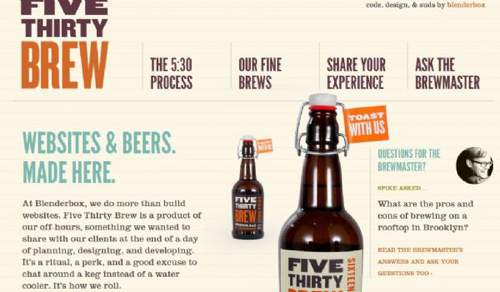 FIVE
THIRTY
BREW
code, design, & suds by blenderbox
THE 5:30
PROCESS
OUR FINE
BREWS
SHARE YOUR
EXPERIENCE
ASK THE
BREWMASTER
WEBSITES & BEERS.
MADE HERE.
At Blenderbox, we do more than build
websites. Five Thirty Brew is a product of
our off-hours, something we wanted to
share with our clients at the end of a day
of planning, designing, and developing.
It's a ritual, a perk, and a good excuse to
chat around a keg instead of a water
cooler. It's how we roll.
FIVE
THIRTY
BREW
TOAST
WITH US
FIVE
THIRTY
BREW
SIXTEEN
QUESTIONS FOR THE
BREWMASTER?
SPIKE ASKED...
What are the pros and
cons of brewing on a
rooftop in Brooklyn?
READ THE BREWMASTER'S
ANSWERS AND ASK YOUR
QUESTIONS TOO ›